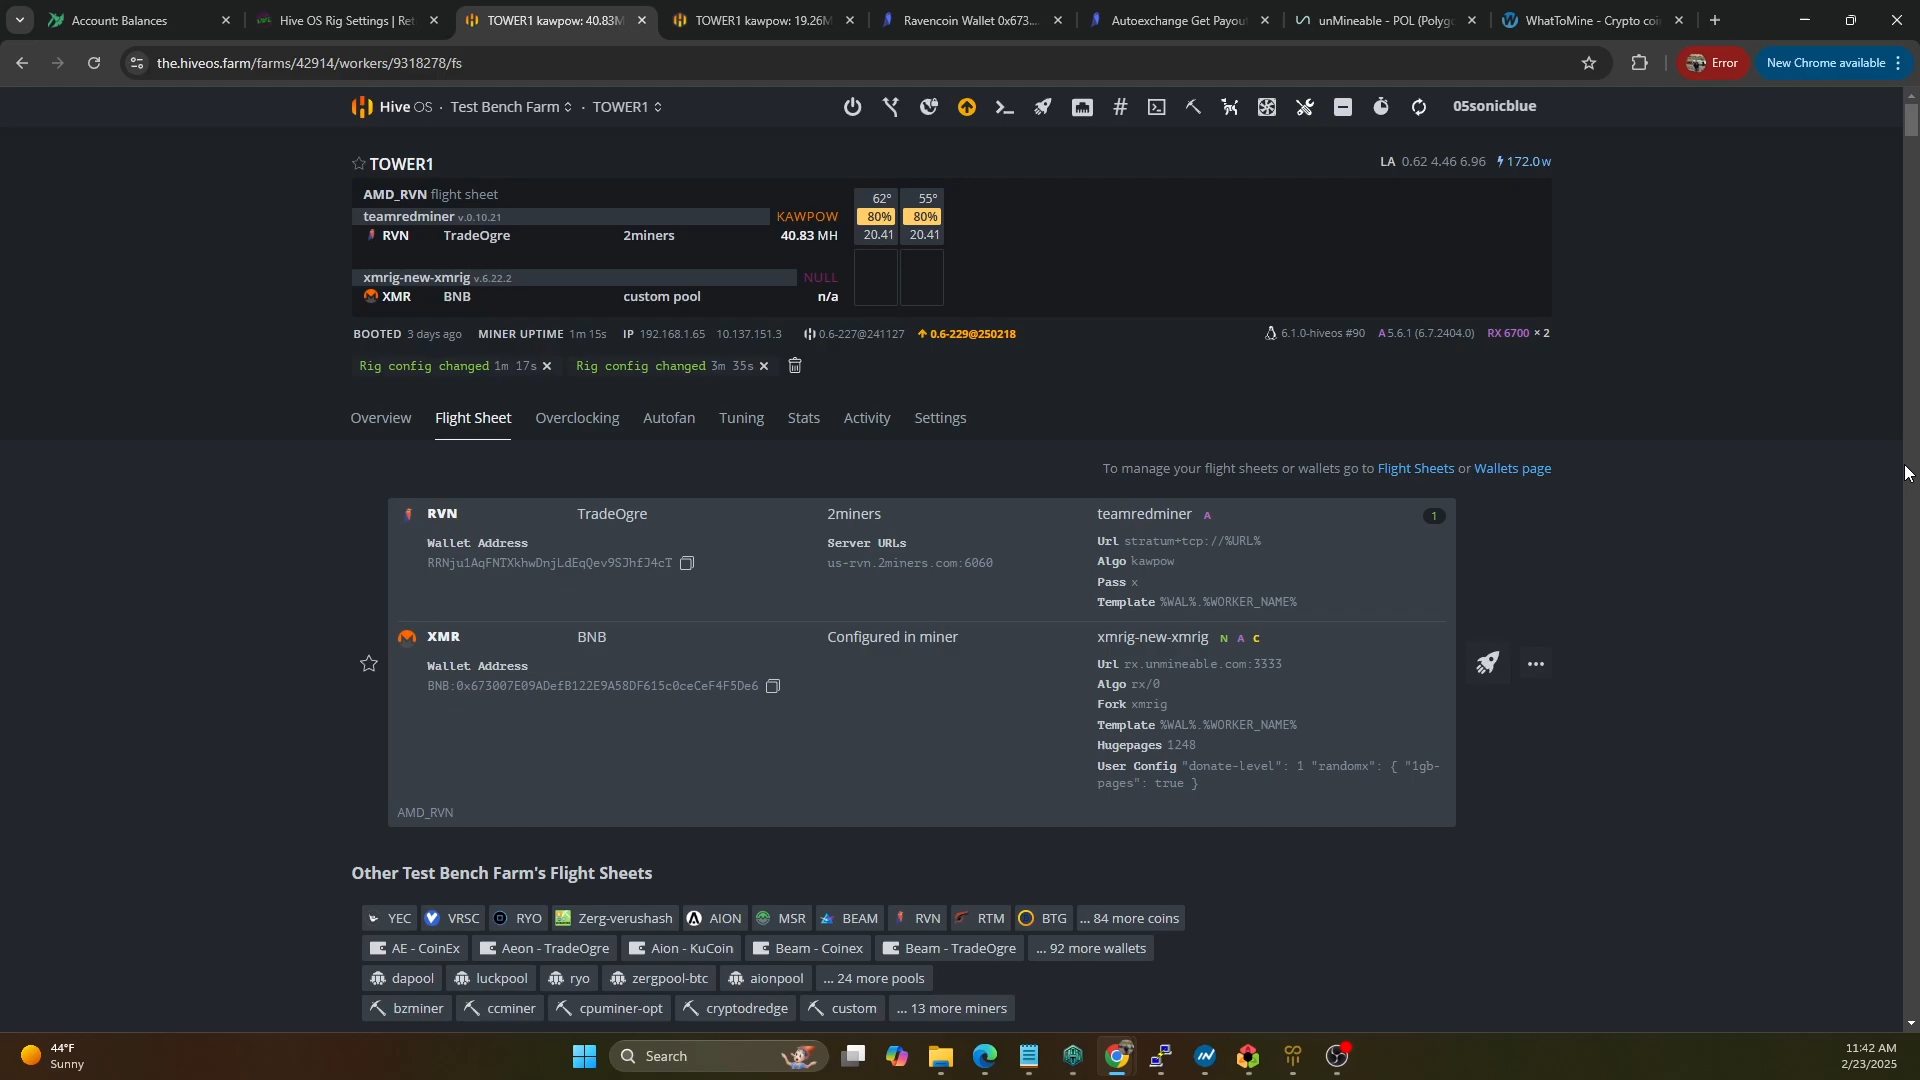 Account: Balances
Hive OS Rig Settings | Ret
TOWER1 kawpow: 40.83M
TOWER1 kawpow: 19.26M
Ravencoin Wallet 0x673...
Autoexchange Get Payout
unMineable - POL (Polygo
WhatToMine - Crypto coi
the.hiveos.farm/farms/42914/workers/9318278/fs
Error
New Chrome available
Hive OS · Test Bench Farm · TOWER1
05sonicblue
TOWER1
LA 0.62 4.46 6.96 172.0 w
AMD_RVN flight sheet
62° 55°
teamredminer v.0.10.21 KAWPOW 80% 80%
RVN TradeOgre 2miners 40.83 MH 20.41 20.41
xmrig-new-xmrig v.6.22.2 NULL
XMR BNB custom pool n/a
BOOTED 3 days ago MINER UPTIME 1m 15s IP 192.168.1.65 10.137.151.3 0.6-227@241127 0.6-229@250218 6.1.0-hiveos #90 A 5.6.1 (6.7.2404.0) RX 6700 × 2
Rig config changed 1m 17s Rig config changed 3m 35s
Overview Flight Sheet Overclocking Autofan Tuning Stats Activity Settings
To manage your flight sheets or wallets go to Flight Sheets or Wallets page
RVN TradeOgre 2miners teamredminer A 1
Wallet Address Server URLs Url stratum+tcp://%URL%
RRNju1AqFNTXkhwDnjLdEqQev9SJhfJ4cT us-rvn.2miners.com:6060 Algo kawpow
Pass x
Template %WAL%.%WORKER_NAME%
XMR BNB Configured in miner xmrig-new-xmrig N A C
Wallet Address Url rx.unmineable.com:3333
BNB:0x673007E09ADefB122E9A58DF615c0ceCeF4F5De6 Algo rx/0
Fork xmrig
Template %WAL%.%WORKER_NAME%
Hugepages 1248
User Config "donate-level": 1 "randomx": { "1gb-
pages": true }
AMD_RVN
Other Test Bench Farm's Flight Sheets
YEC VRSC RYO Zerg-verushash AION MSR BEAM RVN RTM BTG ... 84 more coins
AE - CoinEx Aeon - TradeOgre Aion - KuCoin Beam - Coinex Beam - TradeOgre ... 92 more wallets
dapool luckpool ryo zergpool-btc aionpool ... 24 more pools
bzminer ccminer cpuminer-opt cryptodredge custom ... 13 more miners
44°F
Sunny
Search
11:42 AM
2/23/2025